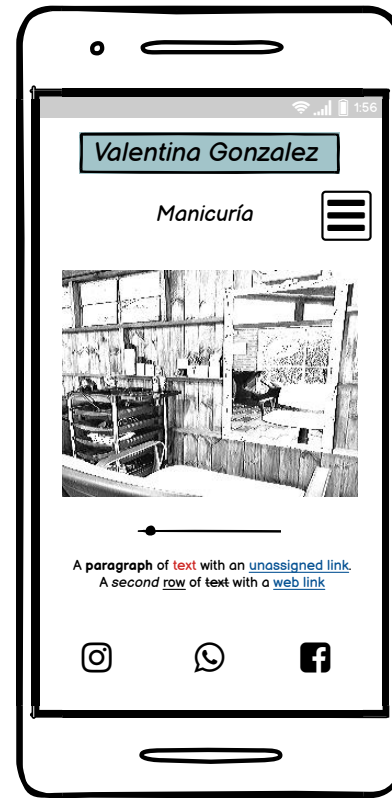 1:56
Valentina Gonzalez
Manicuría
A paragraph of text with an unassigned link.
A second row of text with a web link